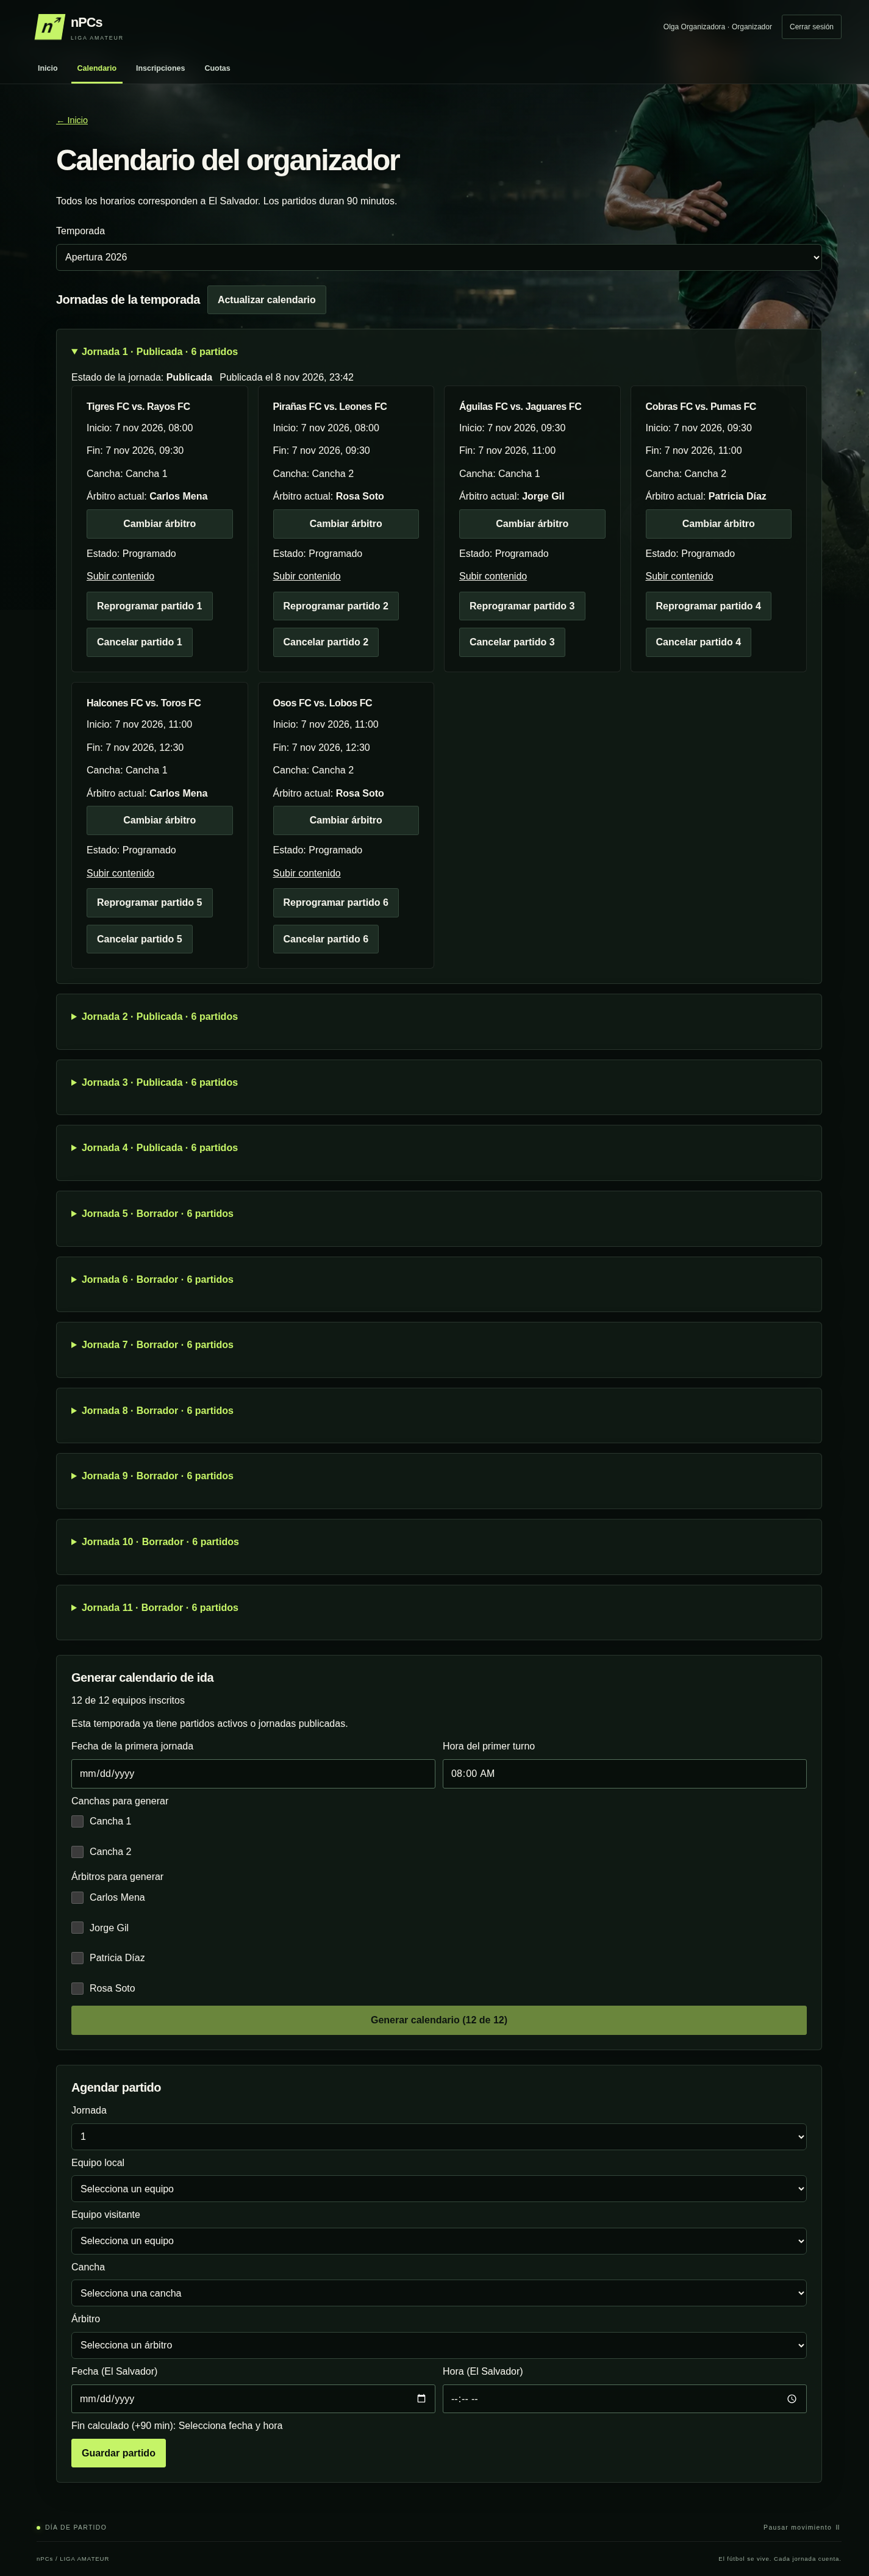 n nPCs
LIGA AMATEUR
Olga Organizadora · Organizador
Cerrar sesión
Inicio
Calendario
Inscripciones
Cuotas
← Inicio
Calendario del organizador
Todos los horarios corresponden a El Salvador. Los partidos duran 90 minutos.
Temporada
Apertura 2026
Jornadas de la temporada
Actualizar calendario
▼ Jornada 1 · Publicada · 6 partidos
Estado de la jornada: Publicada Publicada el 8 nov 2026, 23:42
Tigres FC vs. Rayos FC
Inicio: 7 nov 2026, 08:00
Fin: 7 nov 2026, 09:30
Cancha: Cancha 1
Árbitro actual: Carlos Mena
Cambiar árbitro
Estado: Programado
Subir contenido
Reprogramar partido 1
Cancelar partido 1
Pirañas FC vs. Leones FC
Inicio: 7 nov 2026, 08:00
Fin: 7 nov 2026, 09:30
Cancha: Cancha 2
Árbitro actual: Rosa Soto
Cambiar árbitro
Estado: Programado
Subir contenido
Reprogramar partido 2
Cancelar partido 2
Águilas FC vs. Jaguares FC
Inicio: 7 nov 2026, 09:30
Fin: 7 nov 2026, 11:00
Cancha: Cancha 1
Árbitro actual: Jorge Gil
Cambiar árbitro
Estado: Programado
Subir contenido
Reprogramar partido 3
Cancelar partido 3
Cobras FC vs. Pumas FC
Inicio: 7 nov 2026, 09:30
Fin: 7 nov 2026, 11:00
Cancha: Cancha 2
Árbitro actual: Patricia Díaz
Cambiar árbitro
Estado: Programado
Subir contenido
Reprogramar partido 4
Cancelar partido 4
Halcones FC vs. Toros FC
Inicio: 7 nov 2026, 11:00
Fin: 7 nov 2026, 12:30
Cancha: Cancha 1
Árbitro actual: Carlos Mena
Cambiar árbitro
Estado: Programado
Subir contenido
Reprogramar partido 5
Cancelar partido 5
Osos FC vs. Lobos FC
Inicio: 7 nov 2026, 11:00
Fin: 7 nov 2026, 12:30
Cancha: Cancha 2
Árbitro actual: Rosa Soto
Cambiar árbitro
Estado: Programado
Subir contenido
Reprogramar partido 6
Cancelar partido 6
▶ Jornada 2 · Publicada · 6 partidos
▶ Jornada 3 · Publicada · 6 partidos
▶ Jornada 4 · Publicada · 6 partidos
▶ Jornada 5 · Borrador · 6 partidos
▶ Jornada 6 · Borrador · 6 partidos
▶ Jornada 7 · Borrador · 6 partidos
▶ Jornada 8 · Borrador · 6 partidos
▶ Jornada 9 · Borrador · 6 partidos
▶ Jornada 10 · Borrador · 6 partidos
▶ Jornada 11 · Borrador · 6 partidos
Generar calendario de ida
12 de 12 equipos inscritos
Esta temporada ya tiene partidos activos o jornadas publicadas.
Fecha de la primera jornada
mm/dd/yyyy
Hora del primer turno
08:00 AM
Canchas para generar
Cancha 1
Cancha 2
Árbitros para generar
Carlos Mena
Jorge Gil
Patricia Díaz
Rosa Soto
Generar calendario (12 de 12)
Agendar partido
Jornada
1
Equipo local
Selecciona un equipo
Equipo visitante
Selecciona un equipo
Cancha
Selecciona una cancha
Árbitro
Selecciona un árbitro
Fecha (El Salvador)
mm/dd/yyyy
Hora (El Salvador)
--:-- --
Fin calculado (+90 min): Selecciona fecha y hora
Guardar partido
DÍA DE PARTIDO
Pausar movimiento
nPCs / LIGA AMATEUR
El fútbol se vive. Cada jornada cuenta.